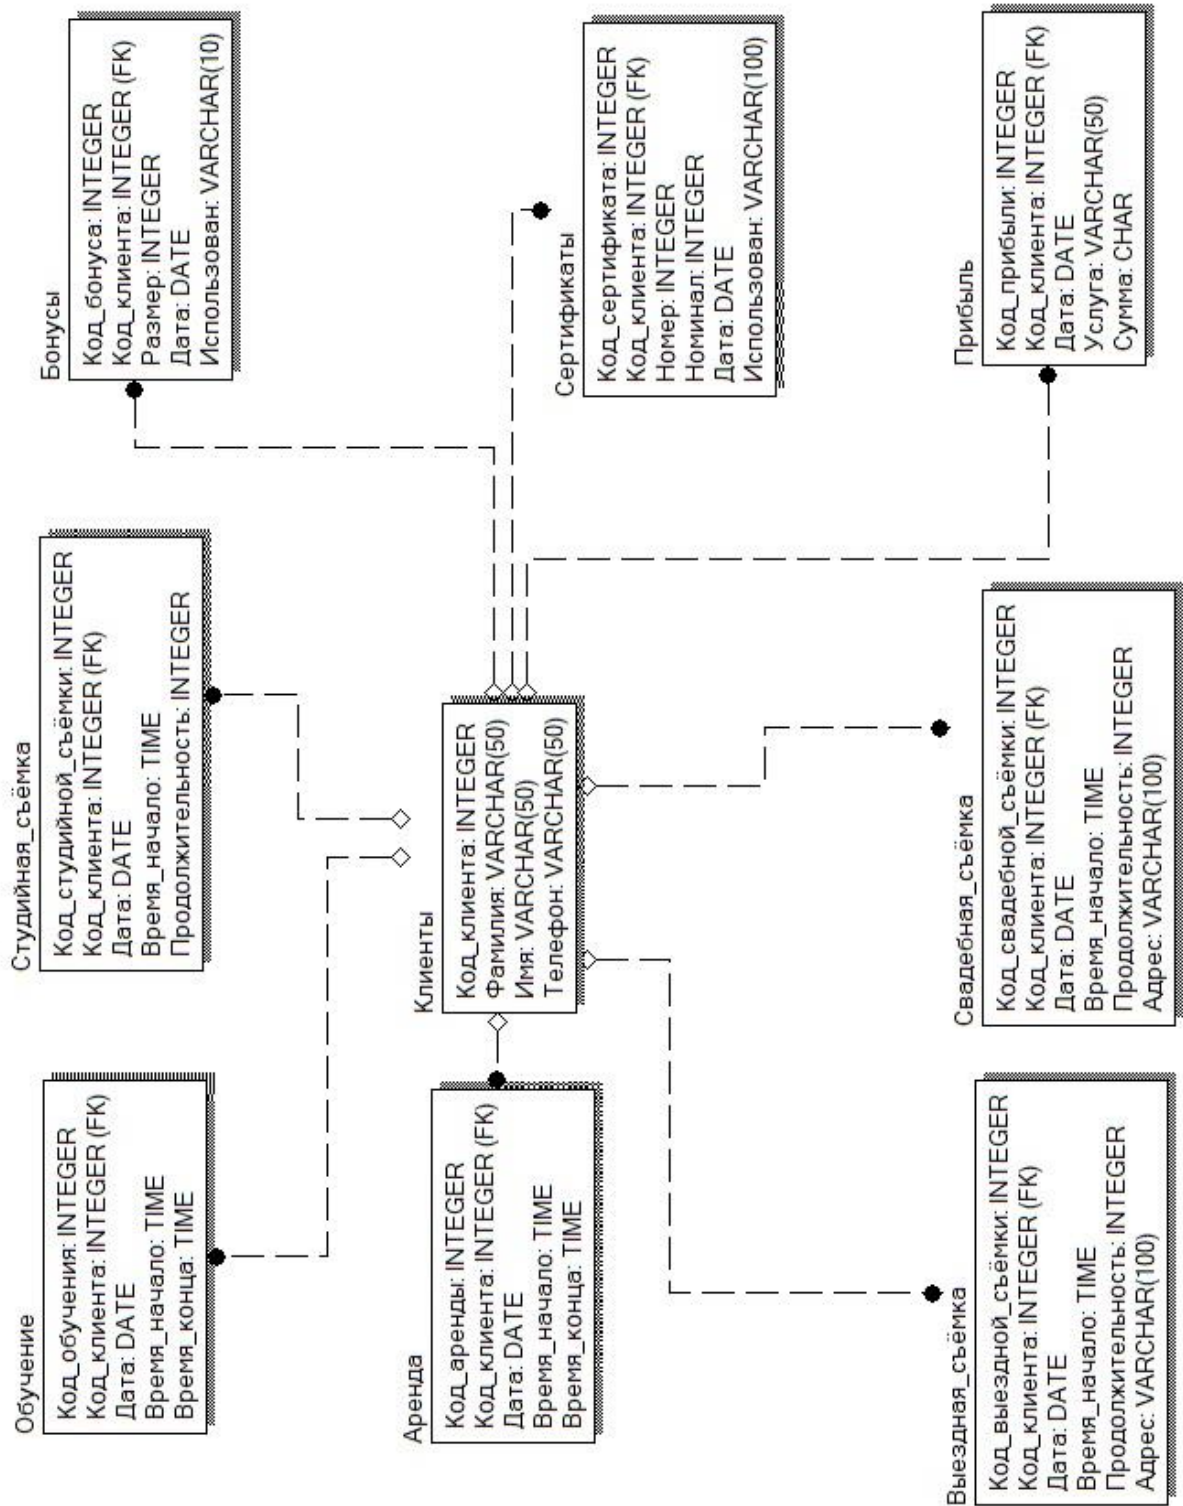 Обучение
Код_обучения: INTEGER
Код_клиента: INTEGER (FK)
Дата: DATE
Время_начало: TIME
Время_конца: TIME
Студийная_съёмка
Код_студийной_съёмки: INTEGER
Код_клиента: INTEGER (FK)
Дата: DATE
Время_начало: TIME
Продолжительность: INTEGER
Бонусы
Код_бонуса: INTEGER
Код_клиента: INTEGER (FK)
Размер: INTEGER
Дата: DATE
Использован: VARCHAR(10)
Аренда
Код_аренды: INTEGER
Код_клиента: INTEGER (FK)
Дата: DATE
Время_начало: TIME
Время_конца: TIME
Клиенты
Код_клиента: INTEGER
Фамилия: VARCHAR(50)
Имя: VARCHAR(50)
Телефон: VARCHAR(50)
Сертификаты
Код_сертификата: INTEGER
Код_клиента: INTEGER (FK)
Номер: INTEGER
Номинал: INTEGER
Дата: DATE
Использован: VARCHAR(100)
Выездная_съёмка
Код_выездной_съёмки: INTEGER
Код_клиента: INTEGER (FK)
Дата: DATE
Время_начало: TIME
Продолжительность: INTEGER
Адрес: VARCHAR(100)
Свадебная_съёмка
Код_свадебной_съёмки: INTEGER
Код_клиента: INTEGER (FK)
Дата: DATE
Время_начало: TIME
Продолжительность: INTEGER
Адрес: VARCHAR(100)
Прибыль
Код_прибыли: INTEGER
Код_клиента: INTEGER (FK)
Дата: DATE
Услуга: VARCHAR(50)
Сумма: CHAR